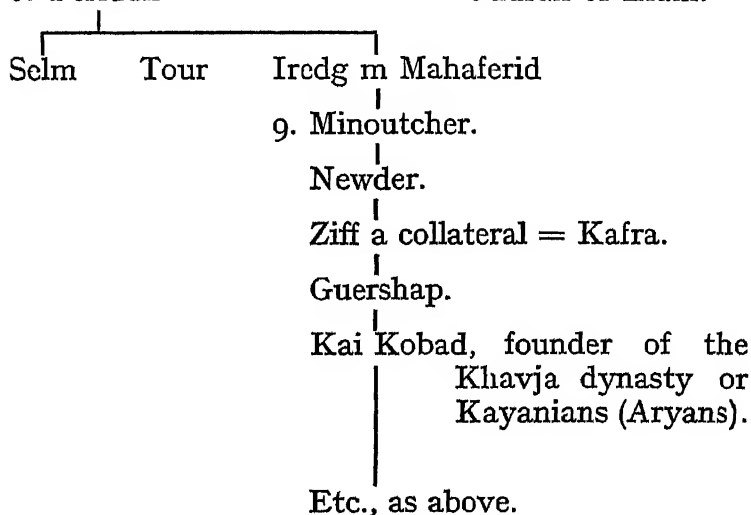 Selm Tour Iredg m Mahaferid
9. Minoutcher.
Newder.
Ziff a collateral = Kafra.
Guershap.
Kai Kobad, founder of the
Khavja dynasty or
Kayanians (Aryans).
Etc., as above.